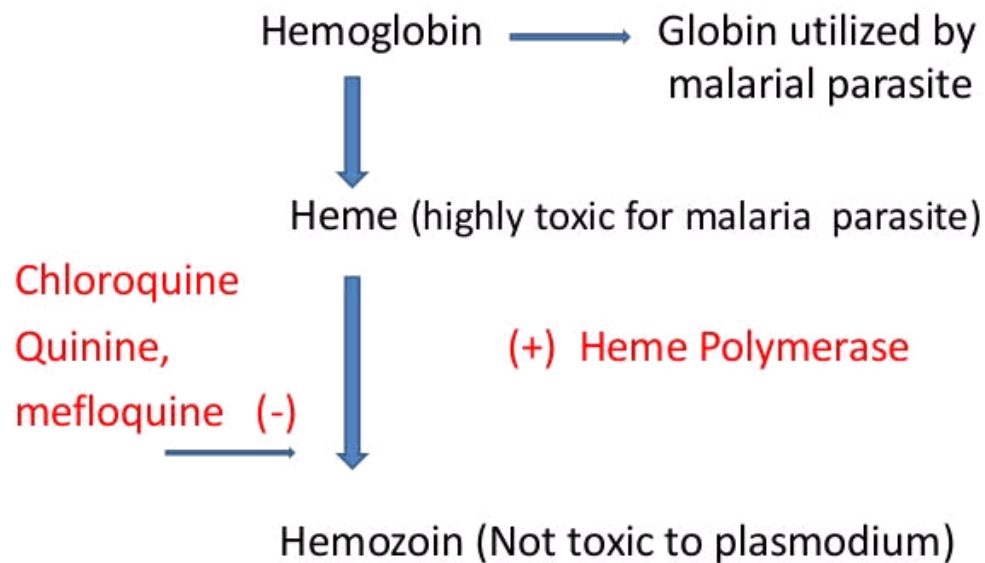 Hemoglobin
Globin utilized by
malarial parasite
Heme (highly toxic for malaria parasite)
Chloroquine
Quinine,
(+) Heme Polymerase
mefloquine (-)
Hemozoin (Not toxic to plasmodium)